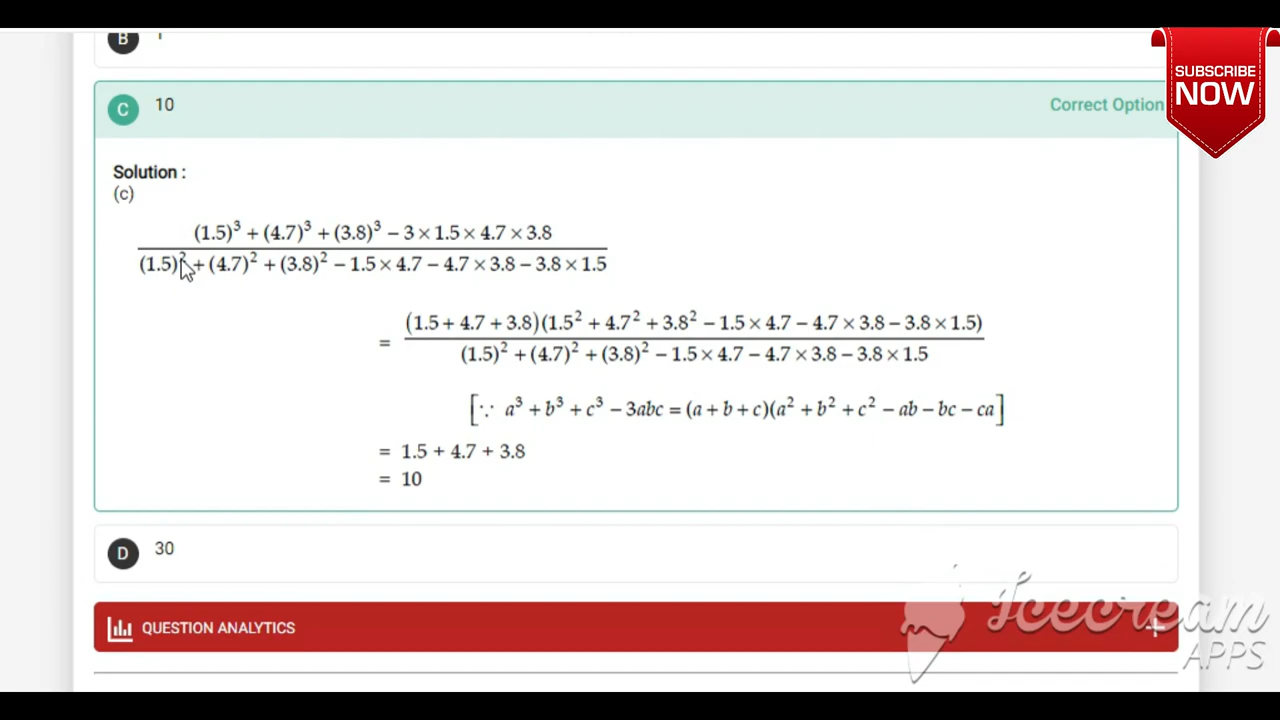 B
SUBSCRIBE
NOW
C 10 Correct Option
Solution :
(c)
(1.5)³ + (4.7)³ + (3.8)³ − 3 × 1.5 × 4.7 × 3.8
(1.5)² + (4.7)² + (3.8)² − 1.5 × 4.7 − 4.7 × 3.8 − 3.8 × 1.5
(1.5 + 4.7 + 3.8)(1.5² + 4.7² + 3.8² − 1.5 × 4.7 − 4.7 × 3.8 − 3.8 × 1.5)
=
(1.5)² + (4.7)² + (3.8)² − 1.5 × 4.7 − 4.7 × 3.8 − 3.8 × 1.5
[∵ a³ + b³ + c³ − 3abc = (a + b + c)(a² + b² + c² − ab − bc − ca]
= 1.5 + 4.7 + 3.8
= 10
D 30
QUESTION ANALYTICS +
Icecream
APPS